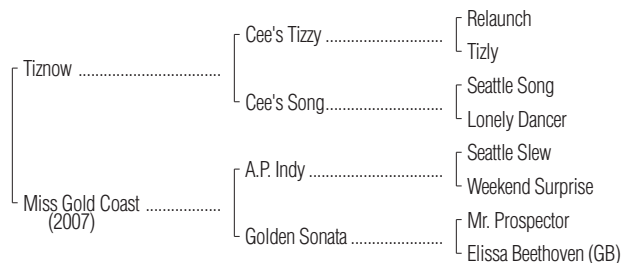 Relaunch
Cee's Tizzy ................................
Tizly
Tiznow ........................................
Seattle Song
Cee's Song.................................
Lonely Dancer
Seattle Slew
A.P. Indy ......................................
Weekend Surprise
Miss Gold Coast .....................
(2007)
Mr. Prospector
Golden Sonata ..........................
Elissa Beethoven (GB)